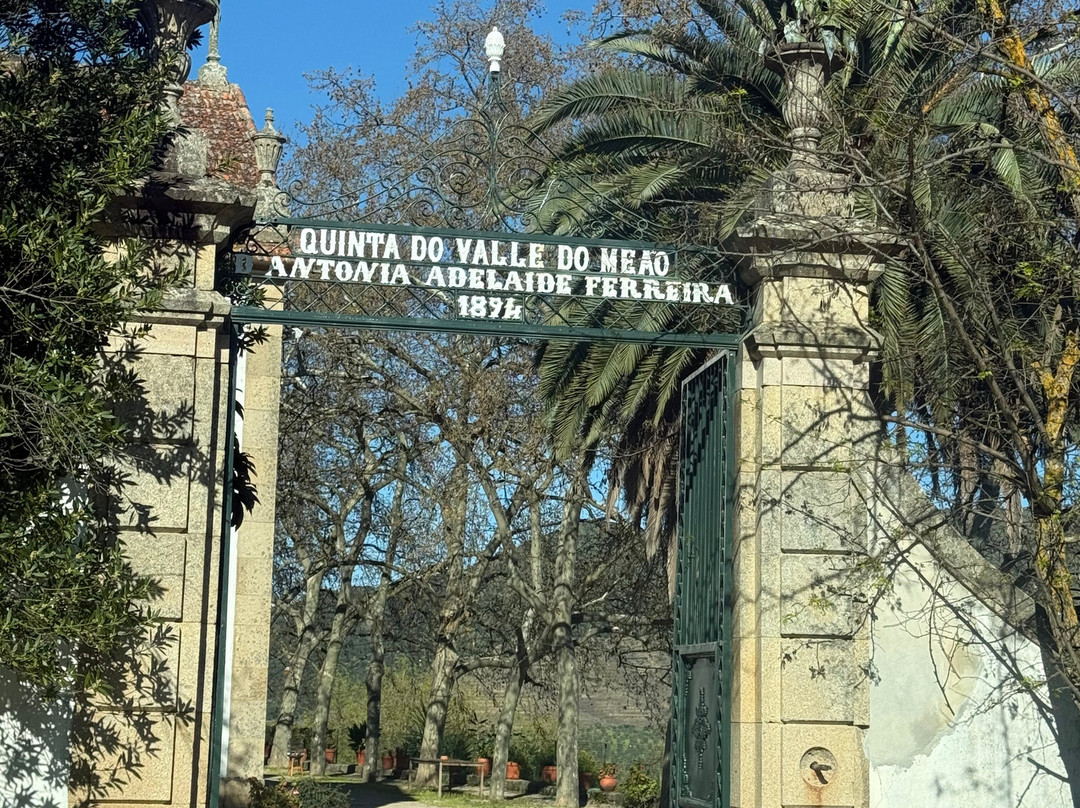 QUINTA DO VALLE DO MEÃO
ANTONIA ADELAIDE FERREIRA
1894